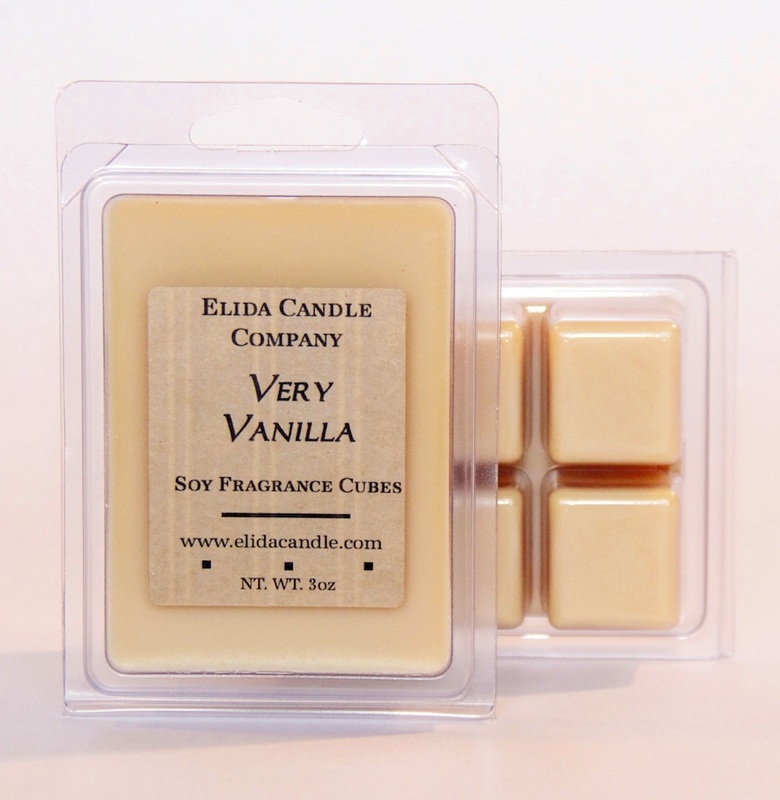 Elida Candle
Company
Very
Vanilla
Soy Fragrance Cubes
www.elidacandle.com
NT. WT. 3oz